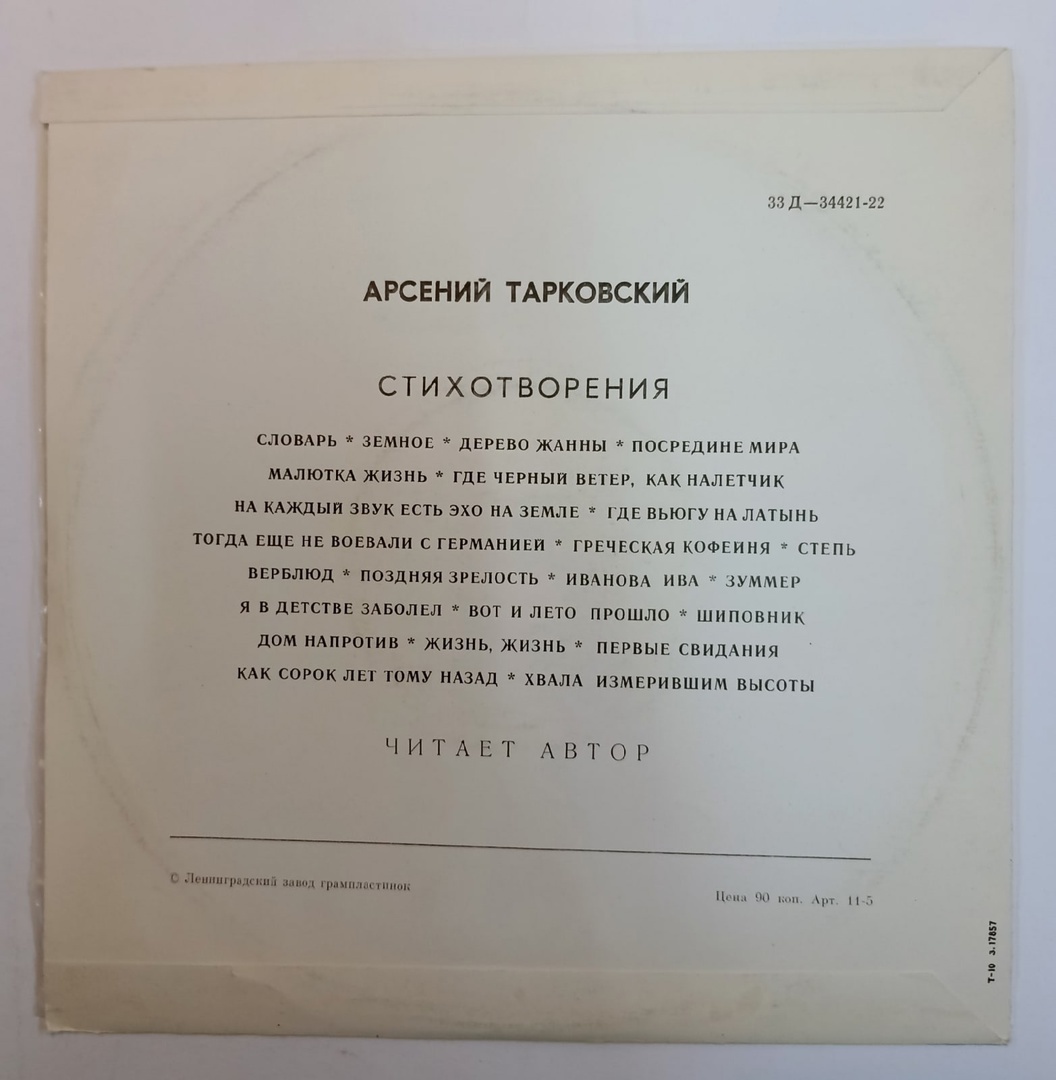 33 Д—34421-22
АРСЕНИЙ ТАРКОВСКИЙ
СТИХОТВОРЕНИЯ
СЛОВАРЬ * ЗЕМНОЕ * ДЕРЕВО ЖАННЫ * ПОСРЕДИНЕ МИРА
МАЛЮТКА ЖИЗНЬ * ГДЕ ЧЕРНЫЙ ВЕТЕР, КАК НАЛЕТЧИК
НА КАЖДЫЙ ЗВУК ЕСТЬ ЭХО НА ЗЕМЛЕ * ГДЕ ВЬЮГУ НА ЛАТЫНЬ
ТОГДА ЕЩЕ НЕ ВОЕВАЛИ С ГЕРМАНИЕЙ * ГРЕЧЕСКАЯ КОФЕЙНЯ * СТЕПЬ
ВЕРБЛЮД * ПОЗДНЯЯ ЗРЕЛОСТЬ * ИВАНОВА ИВА * ЗУММЕР
Я В ДЕТСТВЕ ЗАБОЛЕЛ * ВОТ И ЛЕТО ПРОШЛО * ШИПОВНИК
ДОМ НАПРОТИВ * ЖИЗНЬ, ЖИЗНЬ * ПЕРВЫЕ СВИДАНИЯ
КАК СОРОК ЛЕТ ТОМУ НАЗАД * ХВАЛА ИЗМЕРИВШИМ ВЫСОТЫ
ЧИТАЕТ АВТОР
© Ленинградский завод грампластинок
Цена 90 коп. Арт. 11-5
Т-10 з.17857